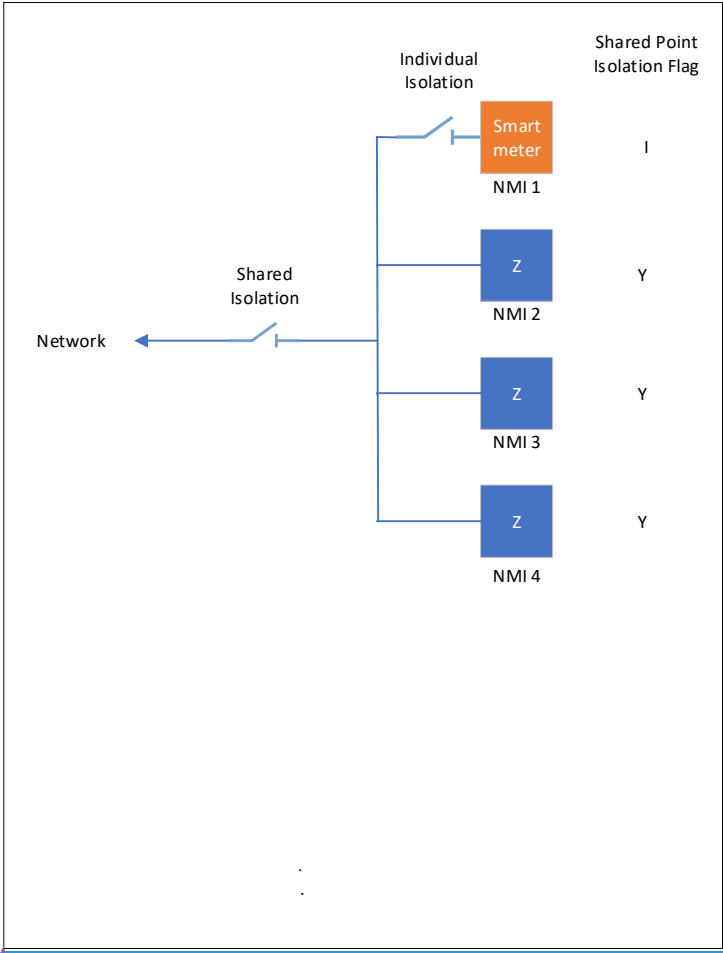 Shared Point
Isolation Flag
Individual
Isolation
Smart
meter
I
NMI 1
Z
Y
NMI 2
Shared
Isolation
Network
Z
Y
NMI 3
Z
Y
NMI 4
.
.